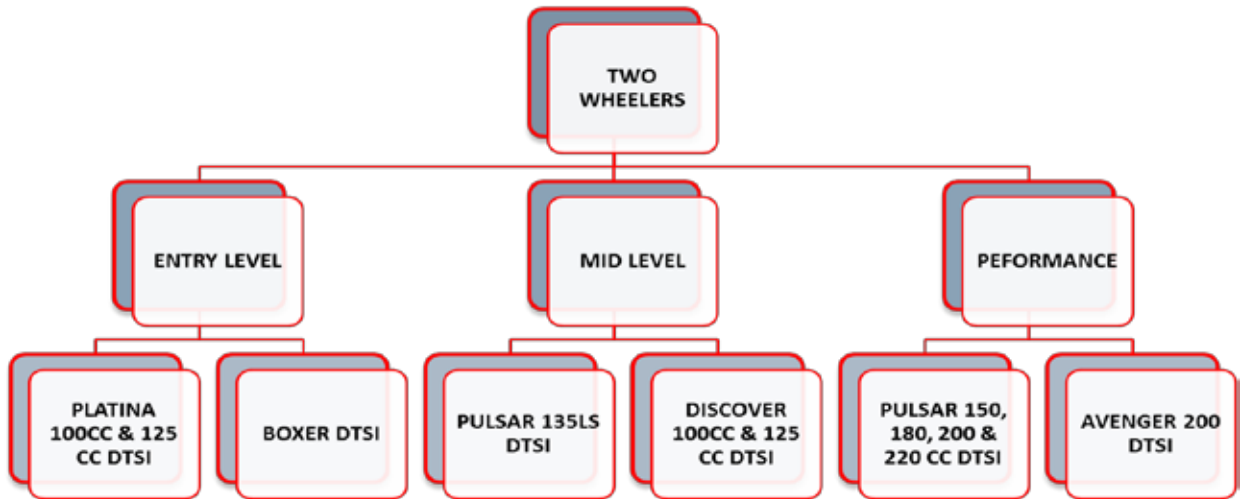 TWO
WHEELERS
ENTRY LEVEL
MID LEVEL
PEFORMANCE
PLATINA
100CC & 125
CC DTSI
BOXER DTSI
PULSAR 135LS
DTSI
DISCOVER
100CC & 125
CC DTSI
PULSAR 150,
180, 200 &
220 CC DTSI
AVENGER 200
DTSI